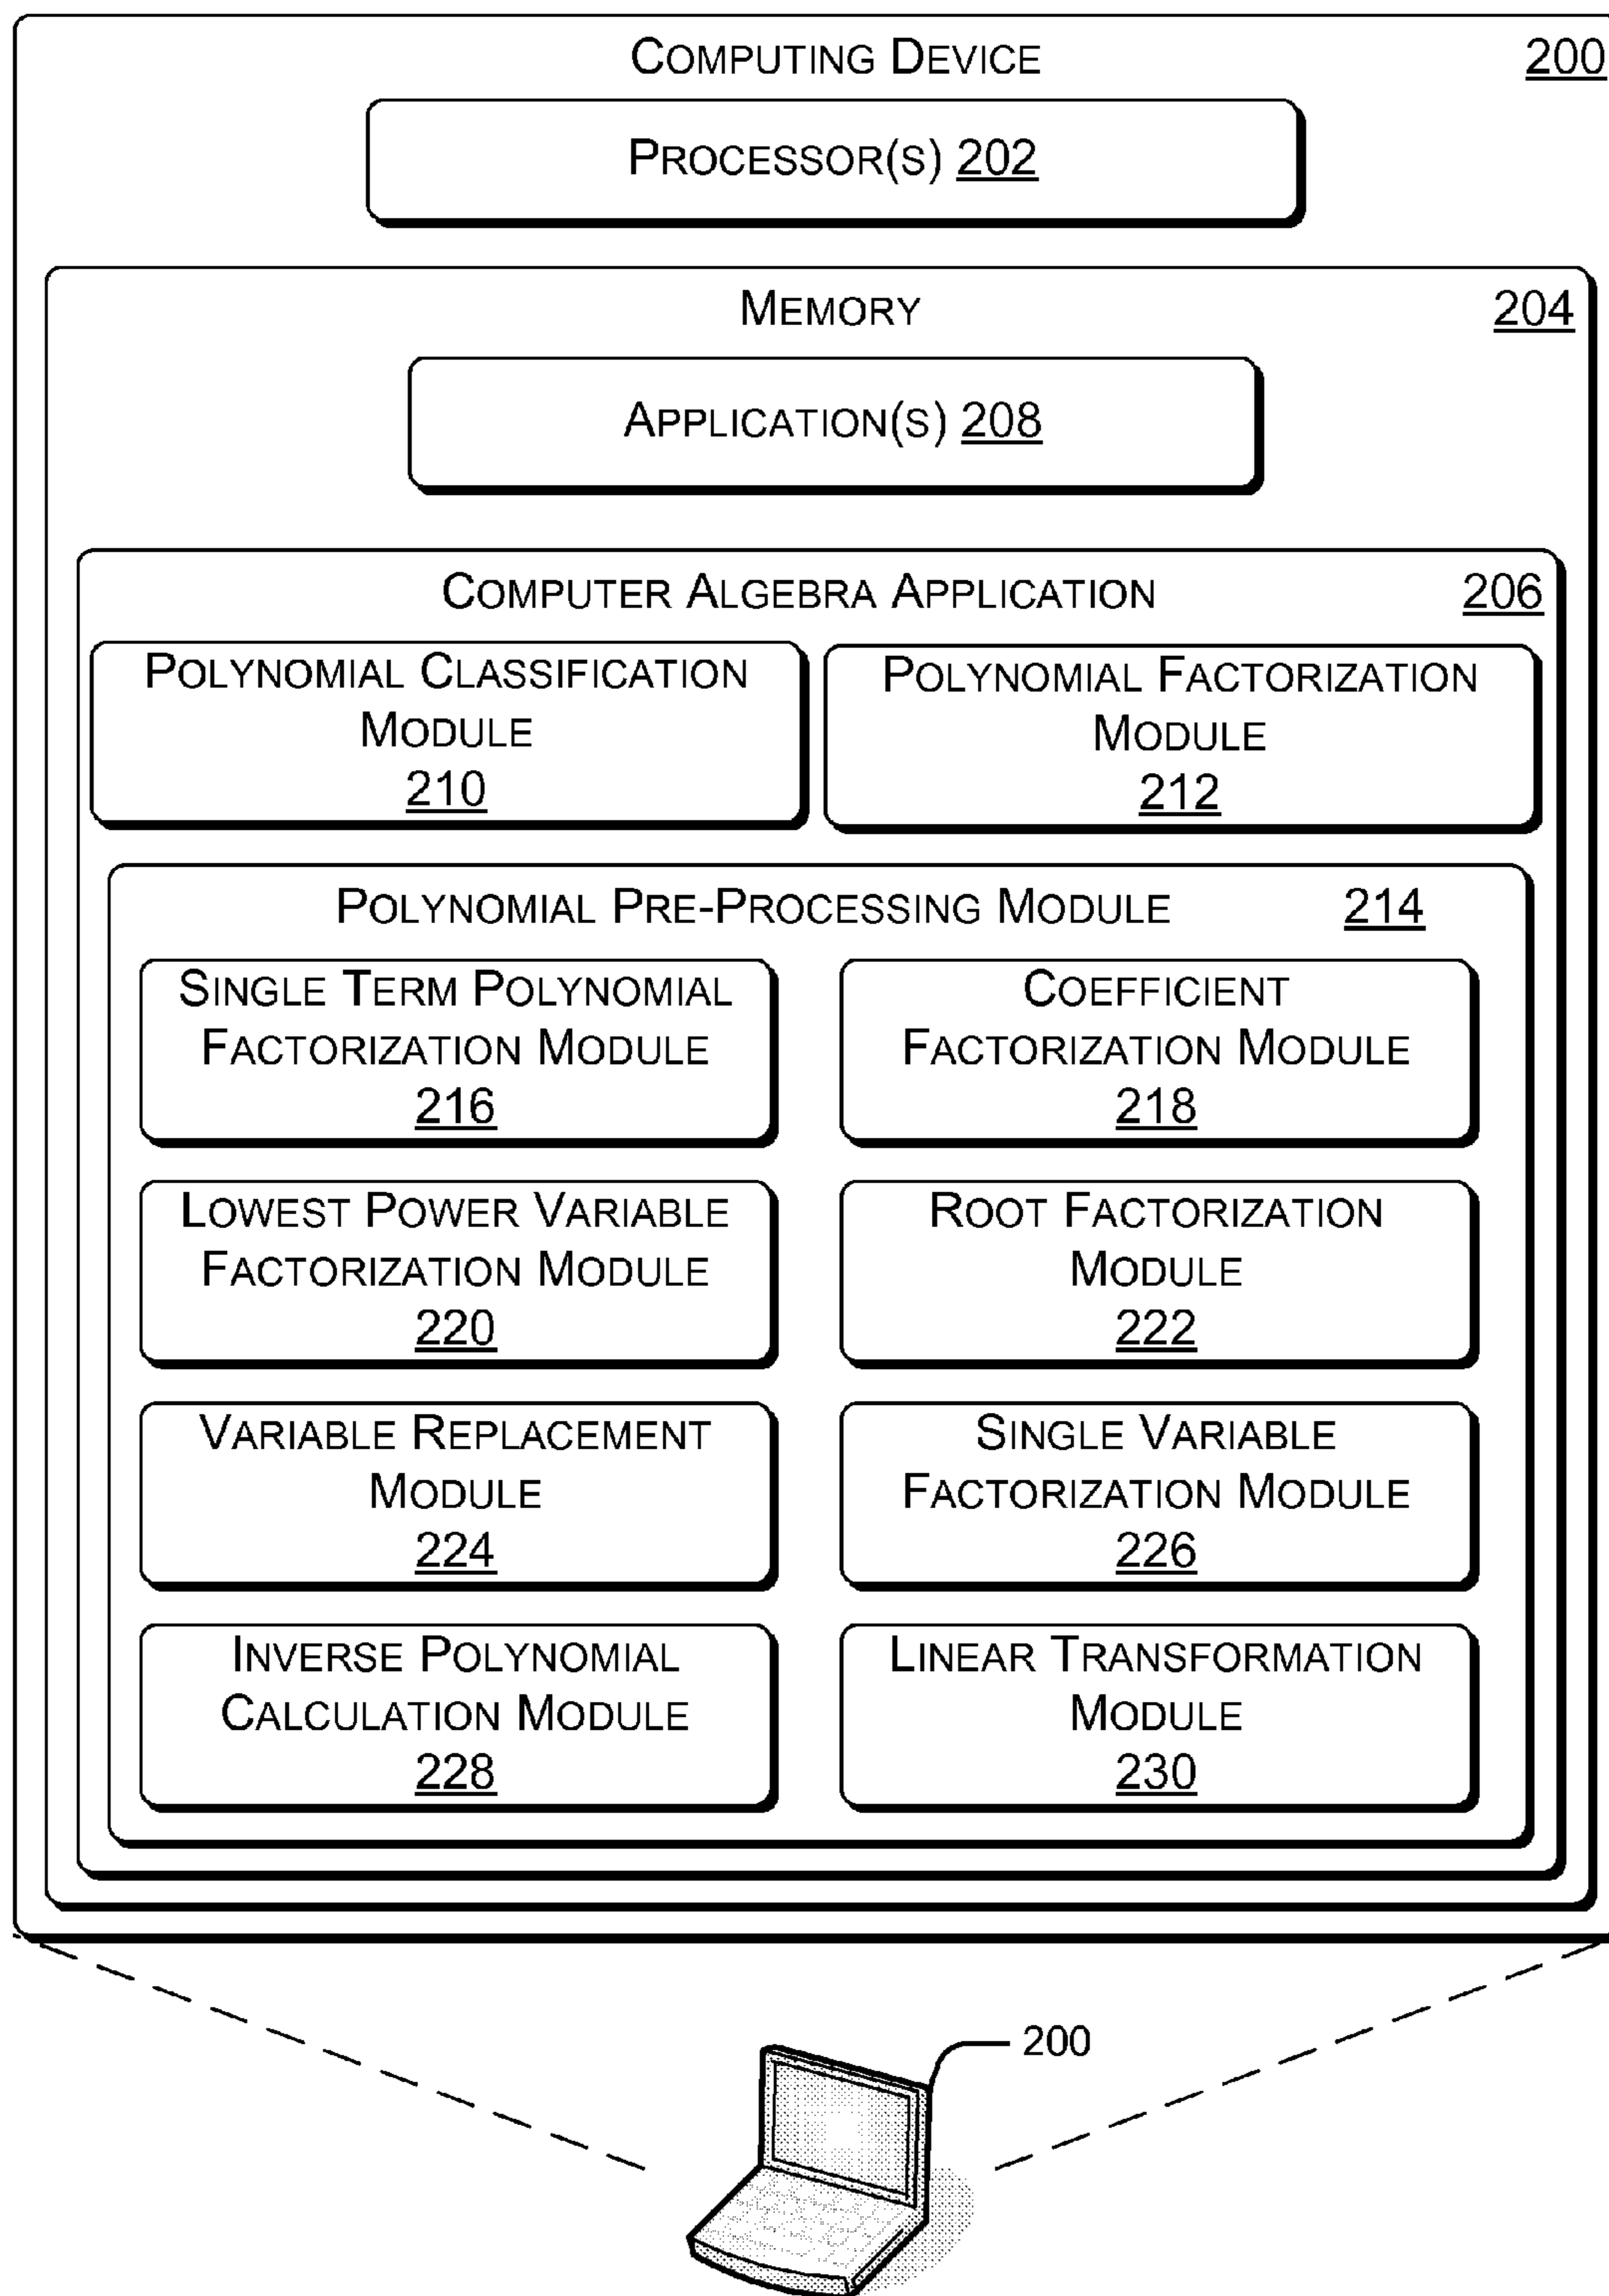 COMPUTING DEVICE 200
PROCESSOR(S) 202
MEMORY 204
APPLICATION(S) 208
COMPUTER ALGEBRA APPLICATION 206
POLYNOMIAL CLASSIFICATION
MODULE
210
POLYNOMIAL FACTORIZATION
MODULE
212
POLYNOMIAL PRE-PROCESSING MODULE 214
SINGLE TERM POLYNOMIAL
FACTORIZATION MODULE
216
COEFFICIENT
FACTORIZATION MODULE
218
LOWEST POWER VARIABLE
FACTORIZATION MODULE
220
ROOT FACTORIZATION
MODULE
222
VARIABLE REPLACEMENT
MODULE
224
SINGLE VARIABLE
FACTORIZATION MODULE
226
INVERSE POLYNOMIAL
CALCULATION MODULE
228
LINEAR TRANSFORMATION
MODULE
230
200